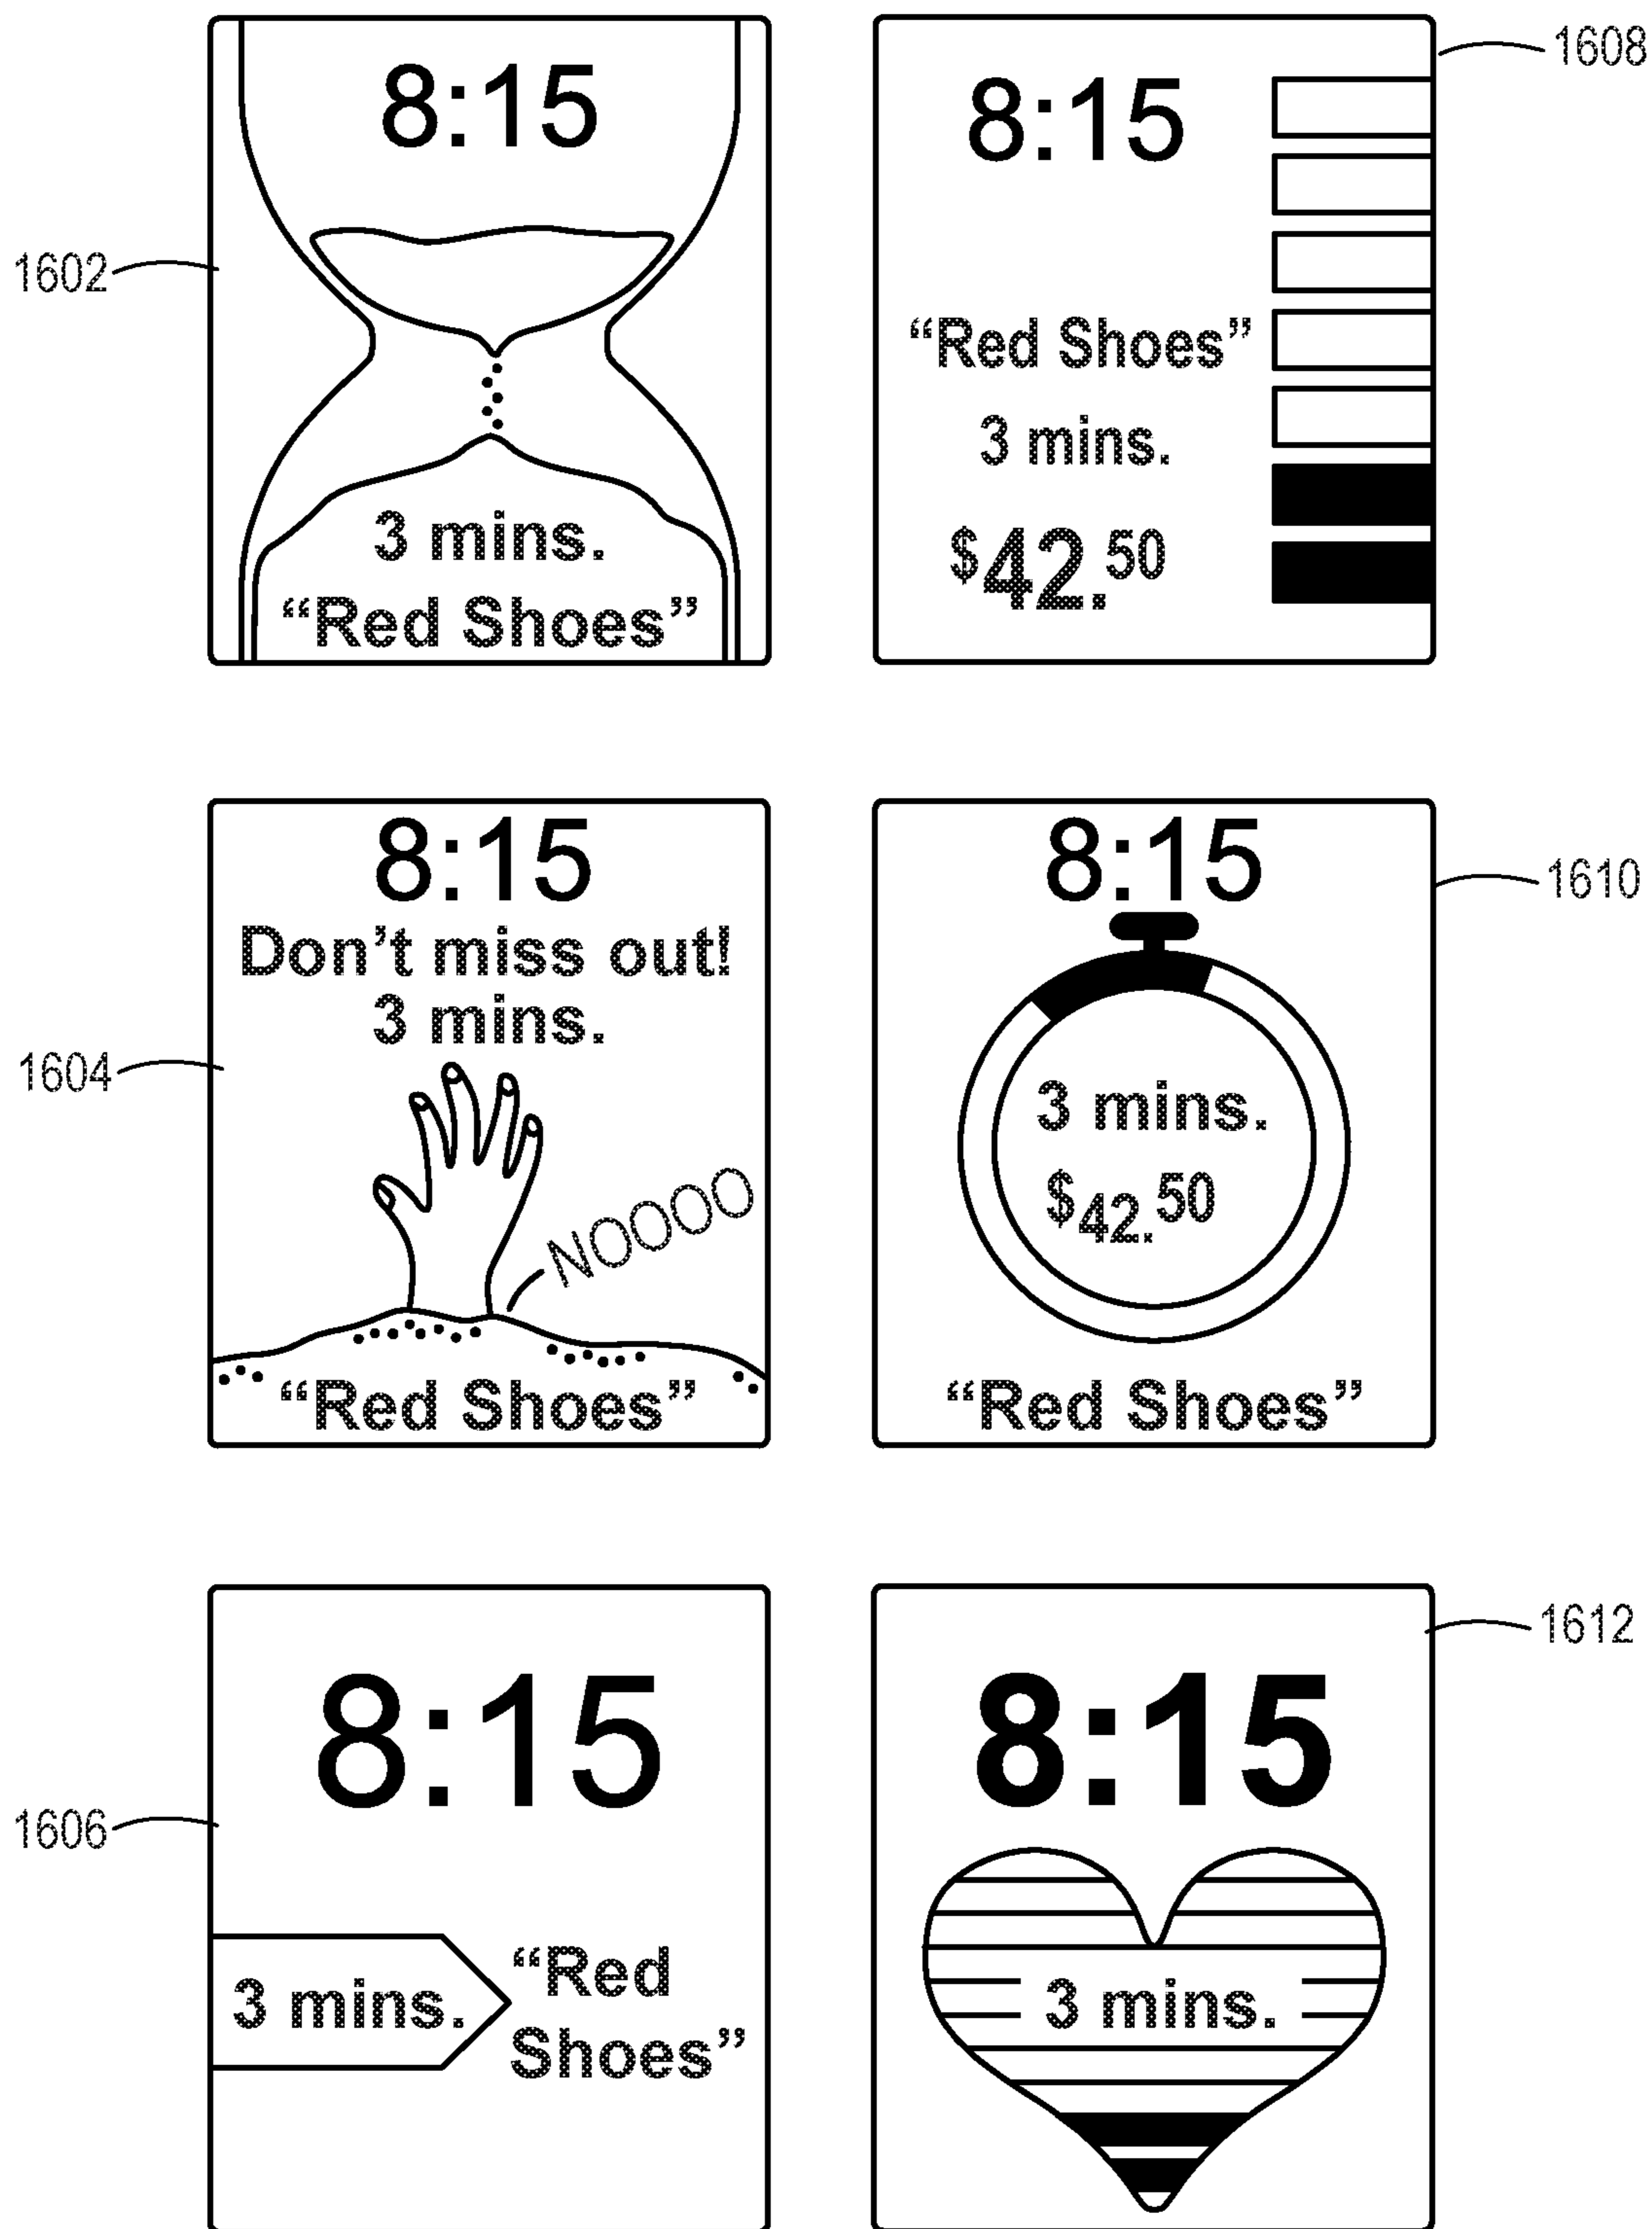 8:15
1602
3 mins.
“Red Shoes”
8:15
1608
“Red Shoes”
3 mins.
$42.50
8:15
Don’t miss out!
3 mins.
1604
NOOOO
“Red Shoes”
8:15
1610
3 mins.
$42.50
“Red Shoes”
8:15
1606
3 mins.
“Red
Shoes”
1612
8:15
3 mins.